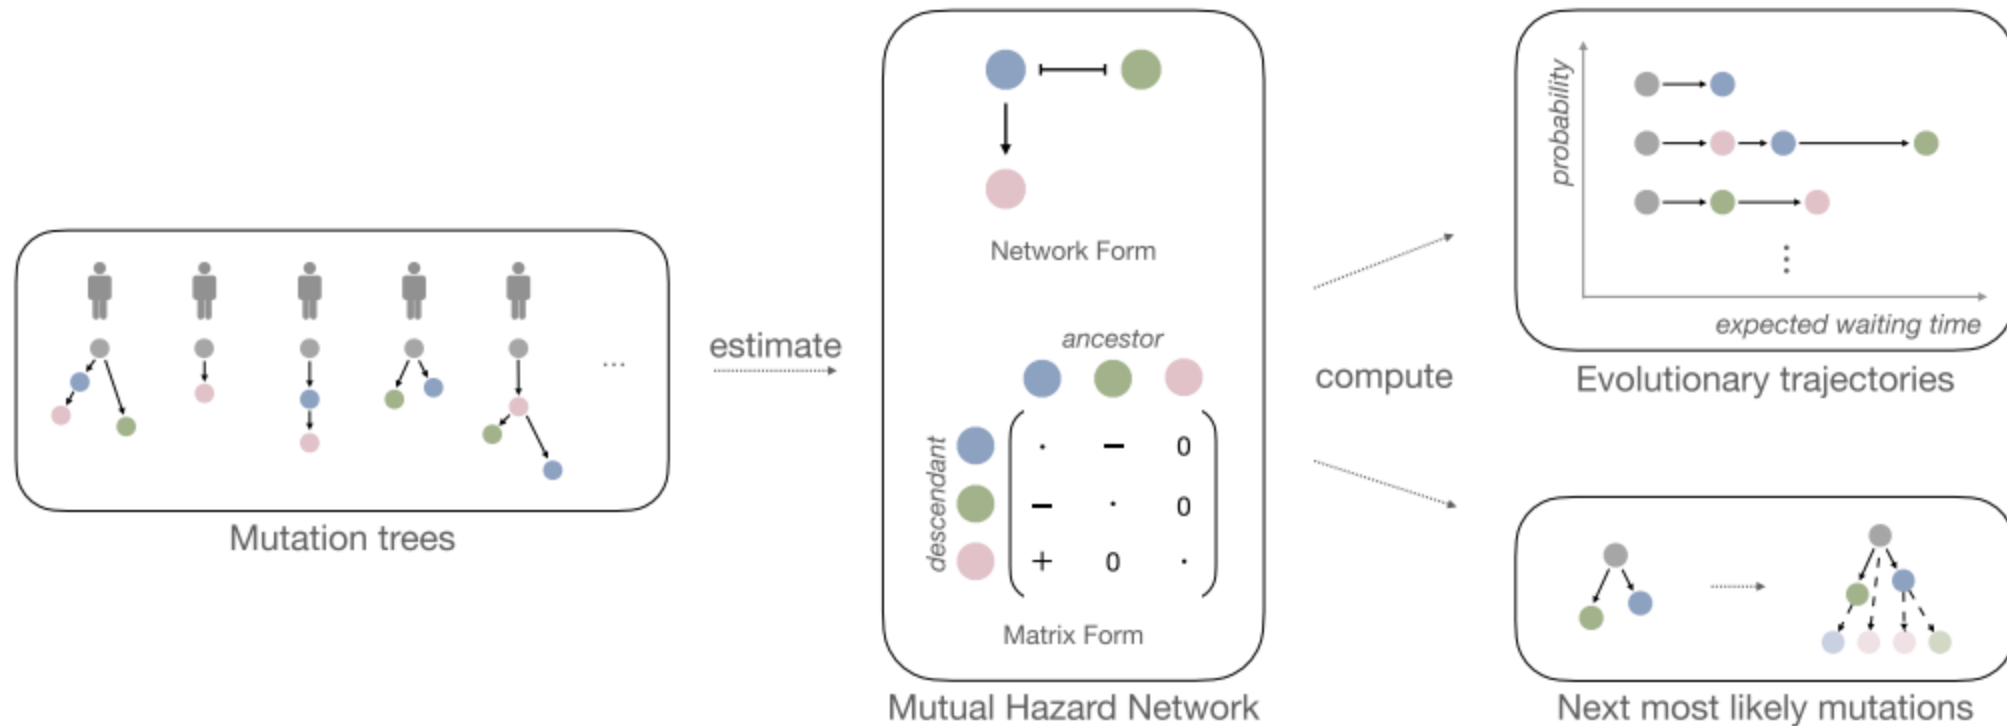 ...
Mutation trees
estimate
Network Form
ancestor
descendant
· − 0
− · 0
+ 0 ·
Matrix Form
Mutual Hazard Network
compute
probability
expected waiting time
Evolutionary trajectories
Next most likely mutations